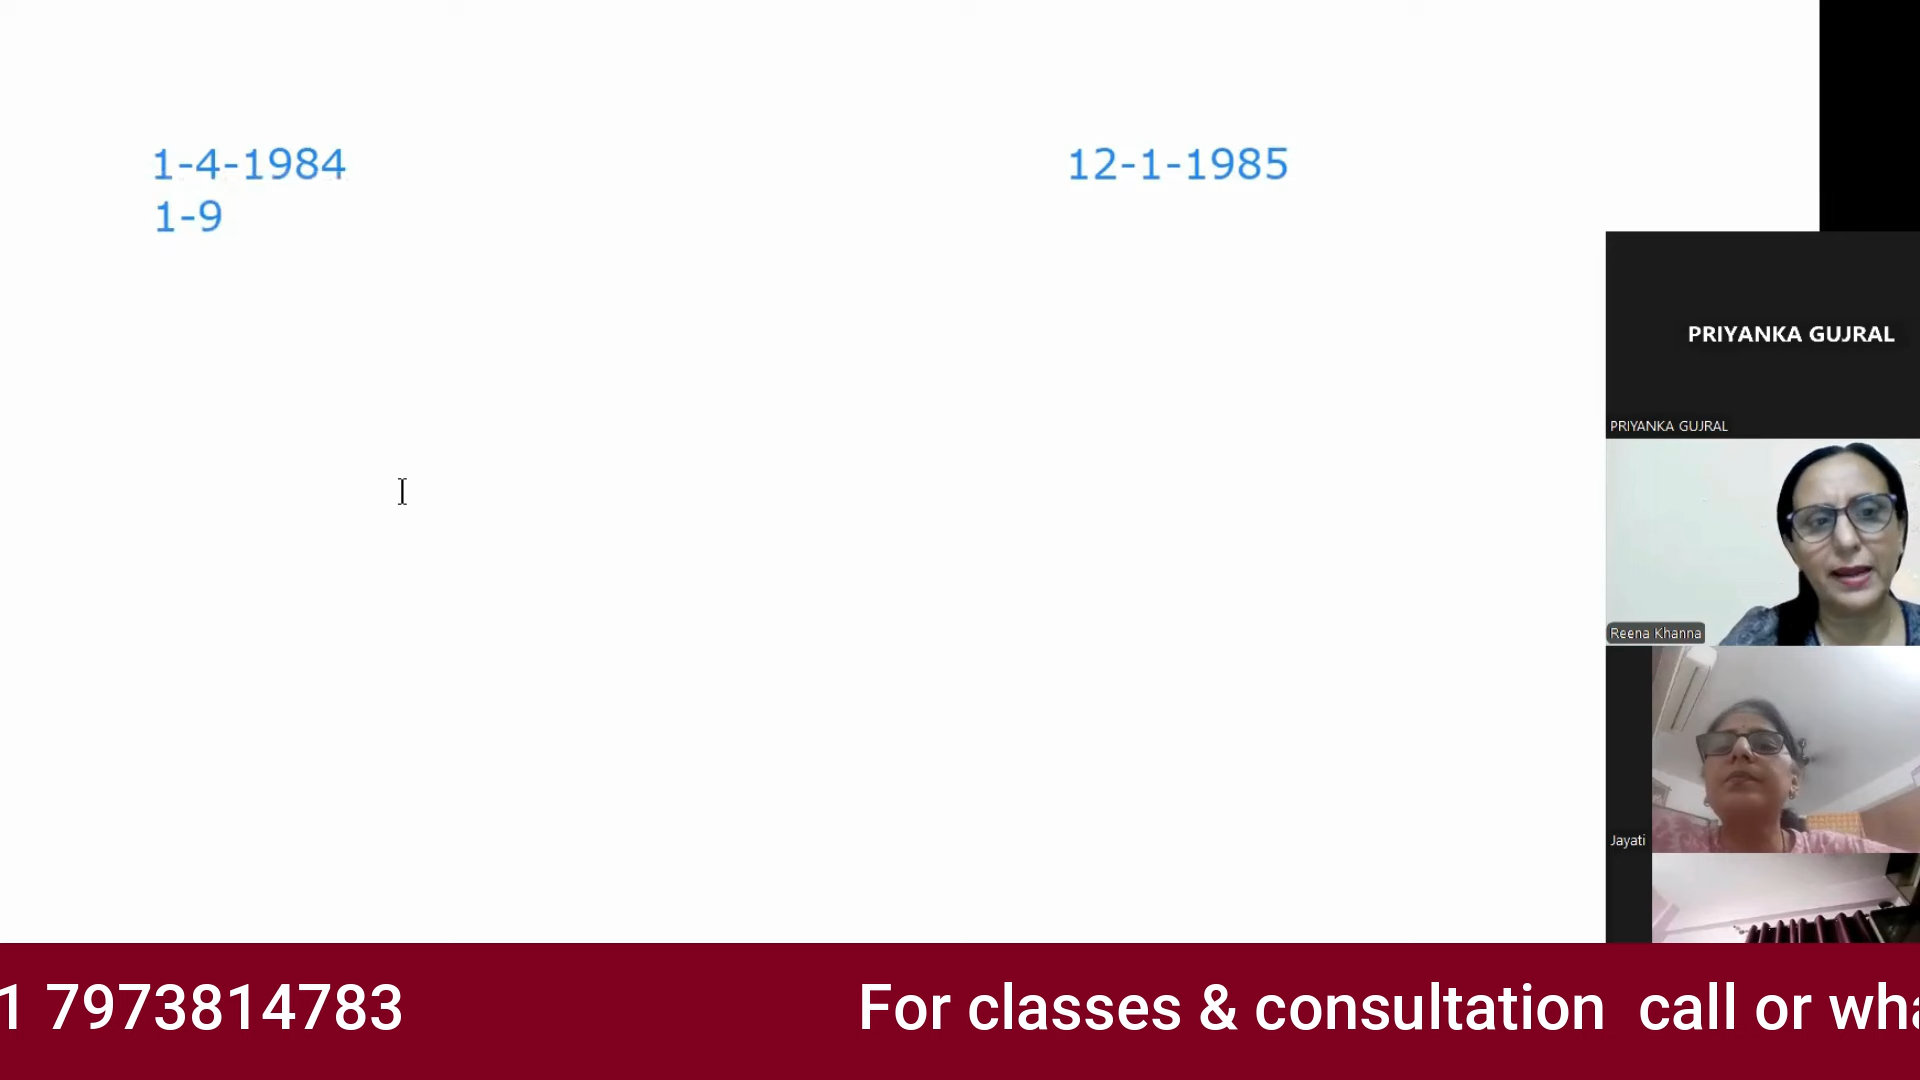 1-4-1984
12-1-1985
1-9
PRIYANKA GUJRAL
PRIYANKA GUJRAL
Reena Khanna
Jayati
1 7973814783 For classes & consultation call or wha